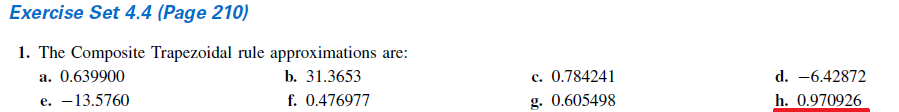 Exercise Set 4.4 (Page 210)
1. The Composite Trapezoidal rule approximations are:
a. 0.639900 b. 31.3653 c. 0.784241 d. −6.42872
e. −13.5760 f. 0.476977 g. 0.605498 h. 0.970926